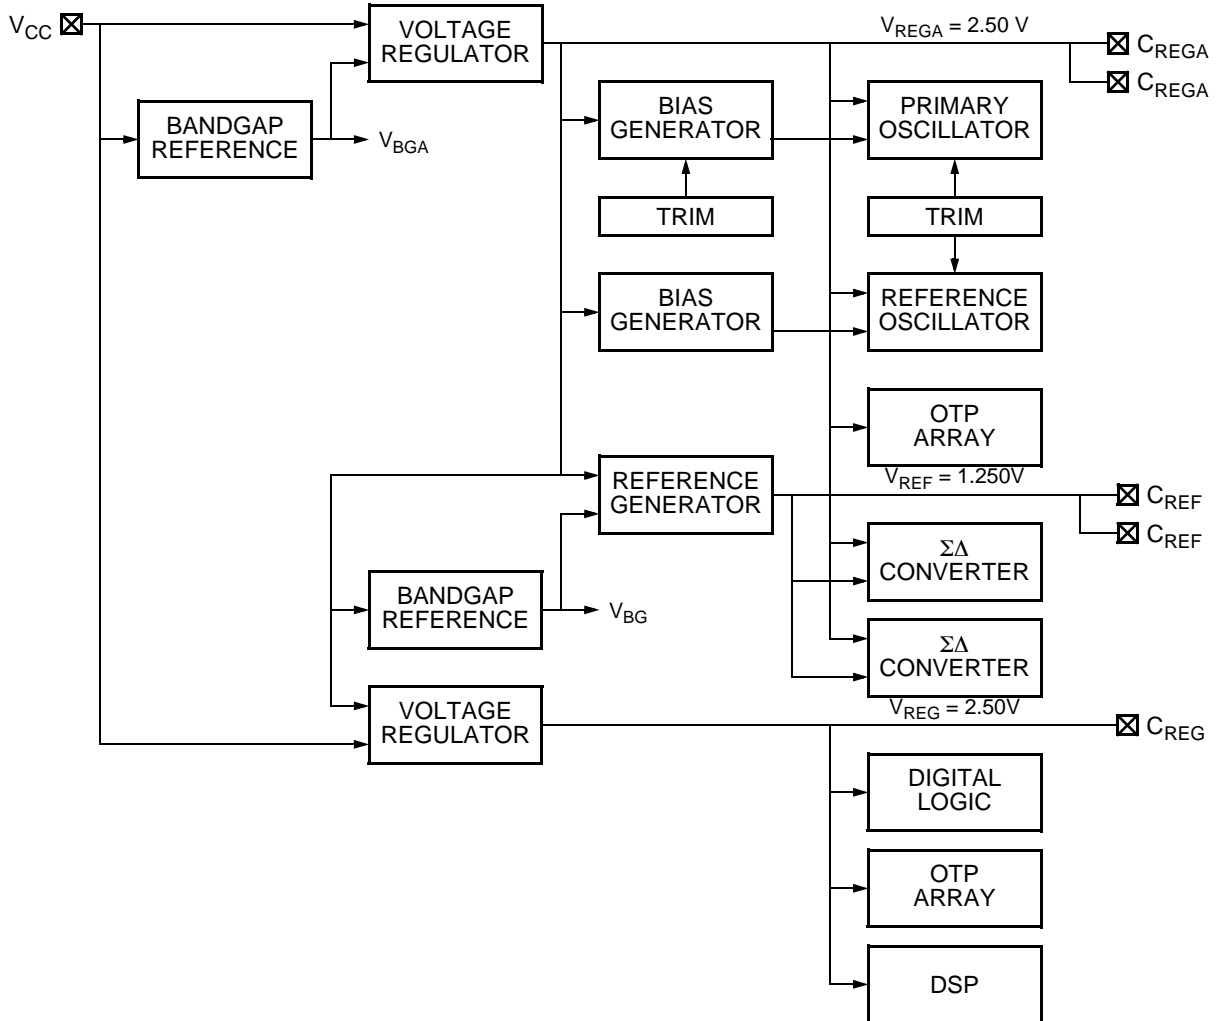 VCC
VOLTAGE
REGULATOR
VREGA = 2.50 V
CREGA
CREGA
BANDGAP
REFERENCE
VBGA
BIAS
GENERATOR
PRIMARY
OSCILLATOR
TRIM
TRIM
BIAS
GENERATOR
REFERENCE
OSCILLATOR
OTP
ARRAY
REFERENCE
GENERATOR
VREF = 1.250V
CREF
CREF
ΣΔ
CONVERTER
BANDGAP
REFERENCE
VBG
ΣΔ
CONVERTER
VOLTAGE
REGULATOR
VREG = 2.50V
CREG
DIGITAL
LOGIC
OTP
ARRAY
DSP